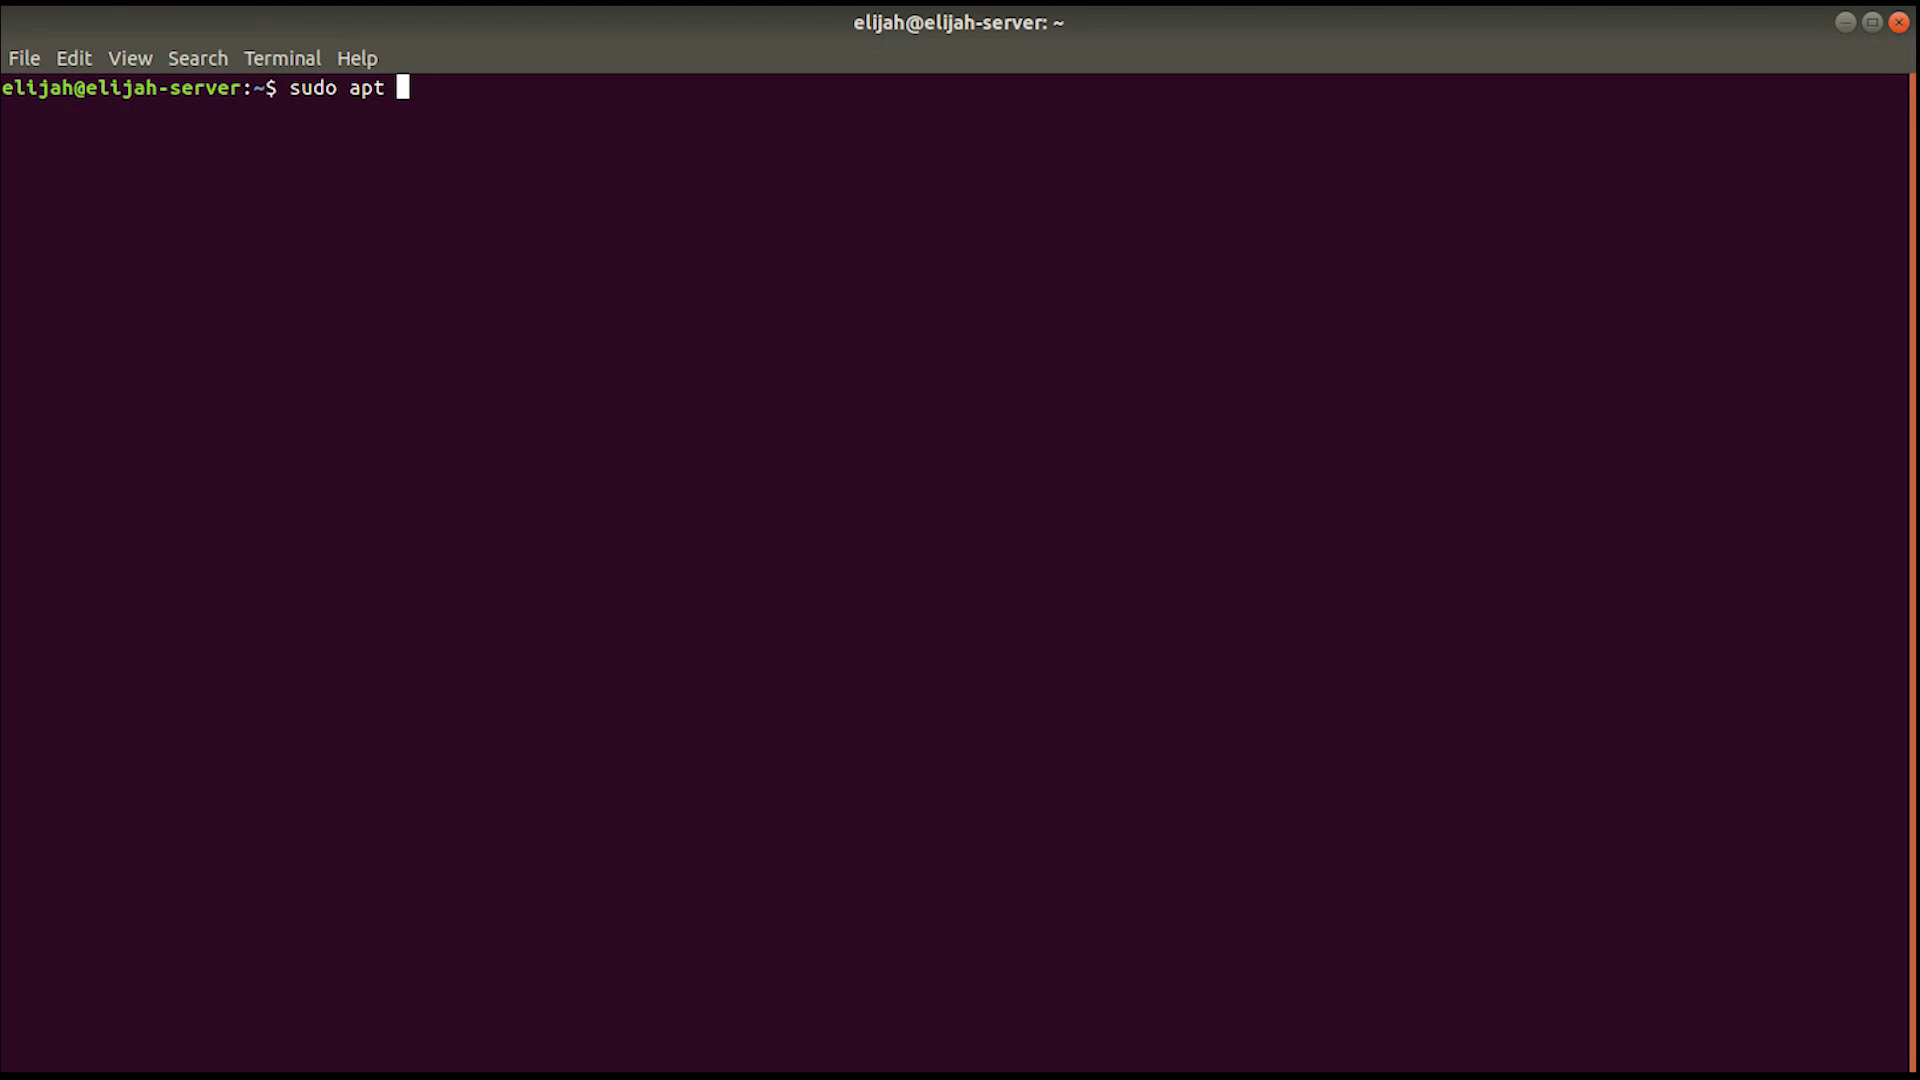 elijah@elijah-server: ~
File Edit View Search Terminal Help
elijah@elijah-server:~$ sudo apt